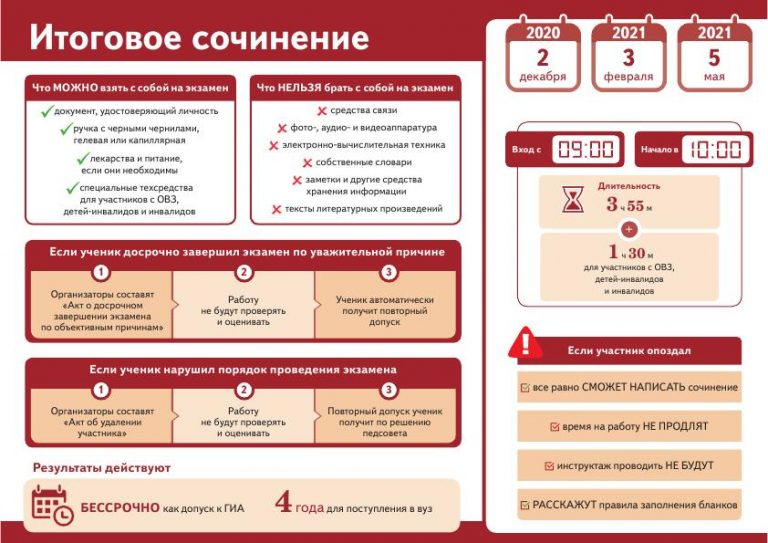 Итоговое сочинение
2020
2
декабря
2021
3
февраля
2021
5
мая
Что МОЖНО взять с собой на экзамен
документ, удостоверяющий личность
ручка с черными чернилами,
гелевая или капиллярная
лекарства и питание,
если они необходимы
специальные техсредства
для участников с ОВЗ,
детей-инвалидов и инвалидов
Что НЕЛЬЗЯ брать с собой на экзамен
средства связи
фото-, аудио- и видеоаппаратура
электронно-вычислительная техника
собственные словари
заметки и другие средства
хранения информации
тексты литературных произведений
Вход с 09:00
Начало в 10:00
Длительность
3 ч 55 м
+
1 ч 30 м
для участников с ОВЗ,
детей-инвалидов
и инвалидов
Если ученик досрочно завершил экзамен по уважительной причине
1
Организаторы составят
«Акт о досрочном
завершении экзамена
по объективным причинам»
2
Работу
не будут проверять
и оценивать
3
Ученик автоматически
получит повторный
допуск
Если ученик нарушил порядок проведения экзамена
1
Организаторы составят
«Акт об удалении
участника»
2
Работу
не будут проверять
и оценивать
3
Повторный допуск ученик
получит по решению
педсовета
Результаты действуют
БЕССРОЧНО как допуск к ГИА
4 года для поступления в вуз
Если участник опоздал
все равно СМОЖЕТ НАПИСАТЬ сочинение
время на работу НЕ ПРОДЛЯТ
инструктаж проводить НЕ БУДУТ
РАССКАЖУТ правила заполнения бланков